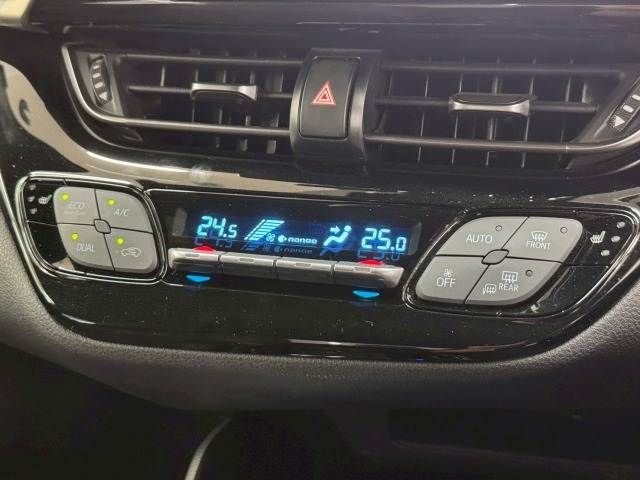 ECO
A/C
DUAL
24.5
nanoe
25.0
AUTO
FRONT
OFF
REAR